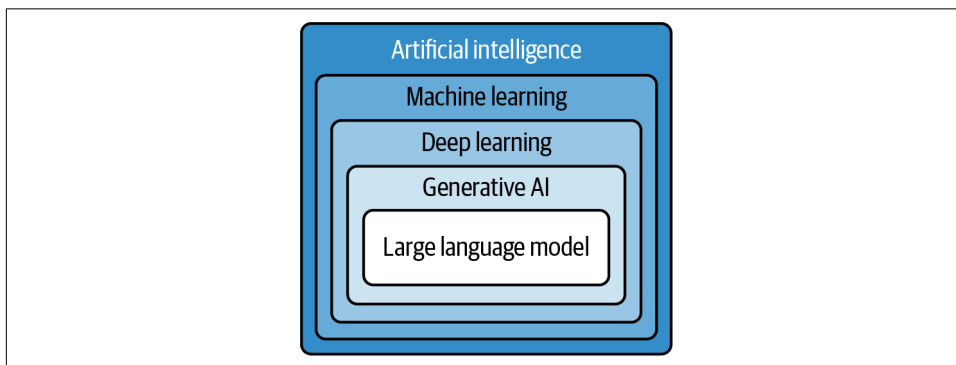 Artificial intelligence
Machine learning
Deep learning
Generative AI
Large language model